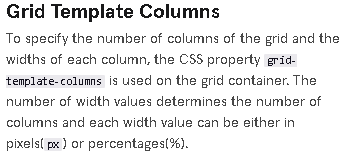 Grid Template Columns
To specify the number of columns of the grid and the
widths of each column, the CSS property grid-
template-columns is used on the grid container. The
number of width values determines the number of
columns and each width value can be either in
pixels( px ) or percentages(%).